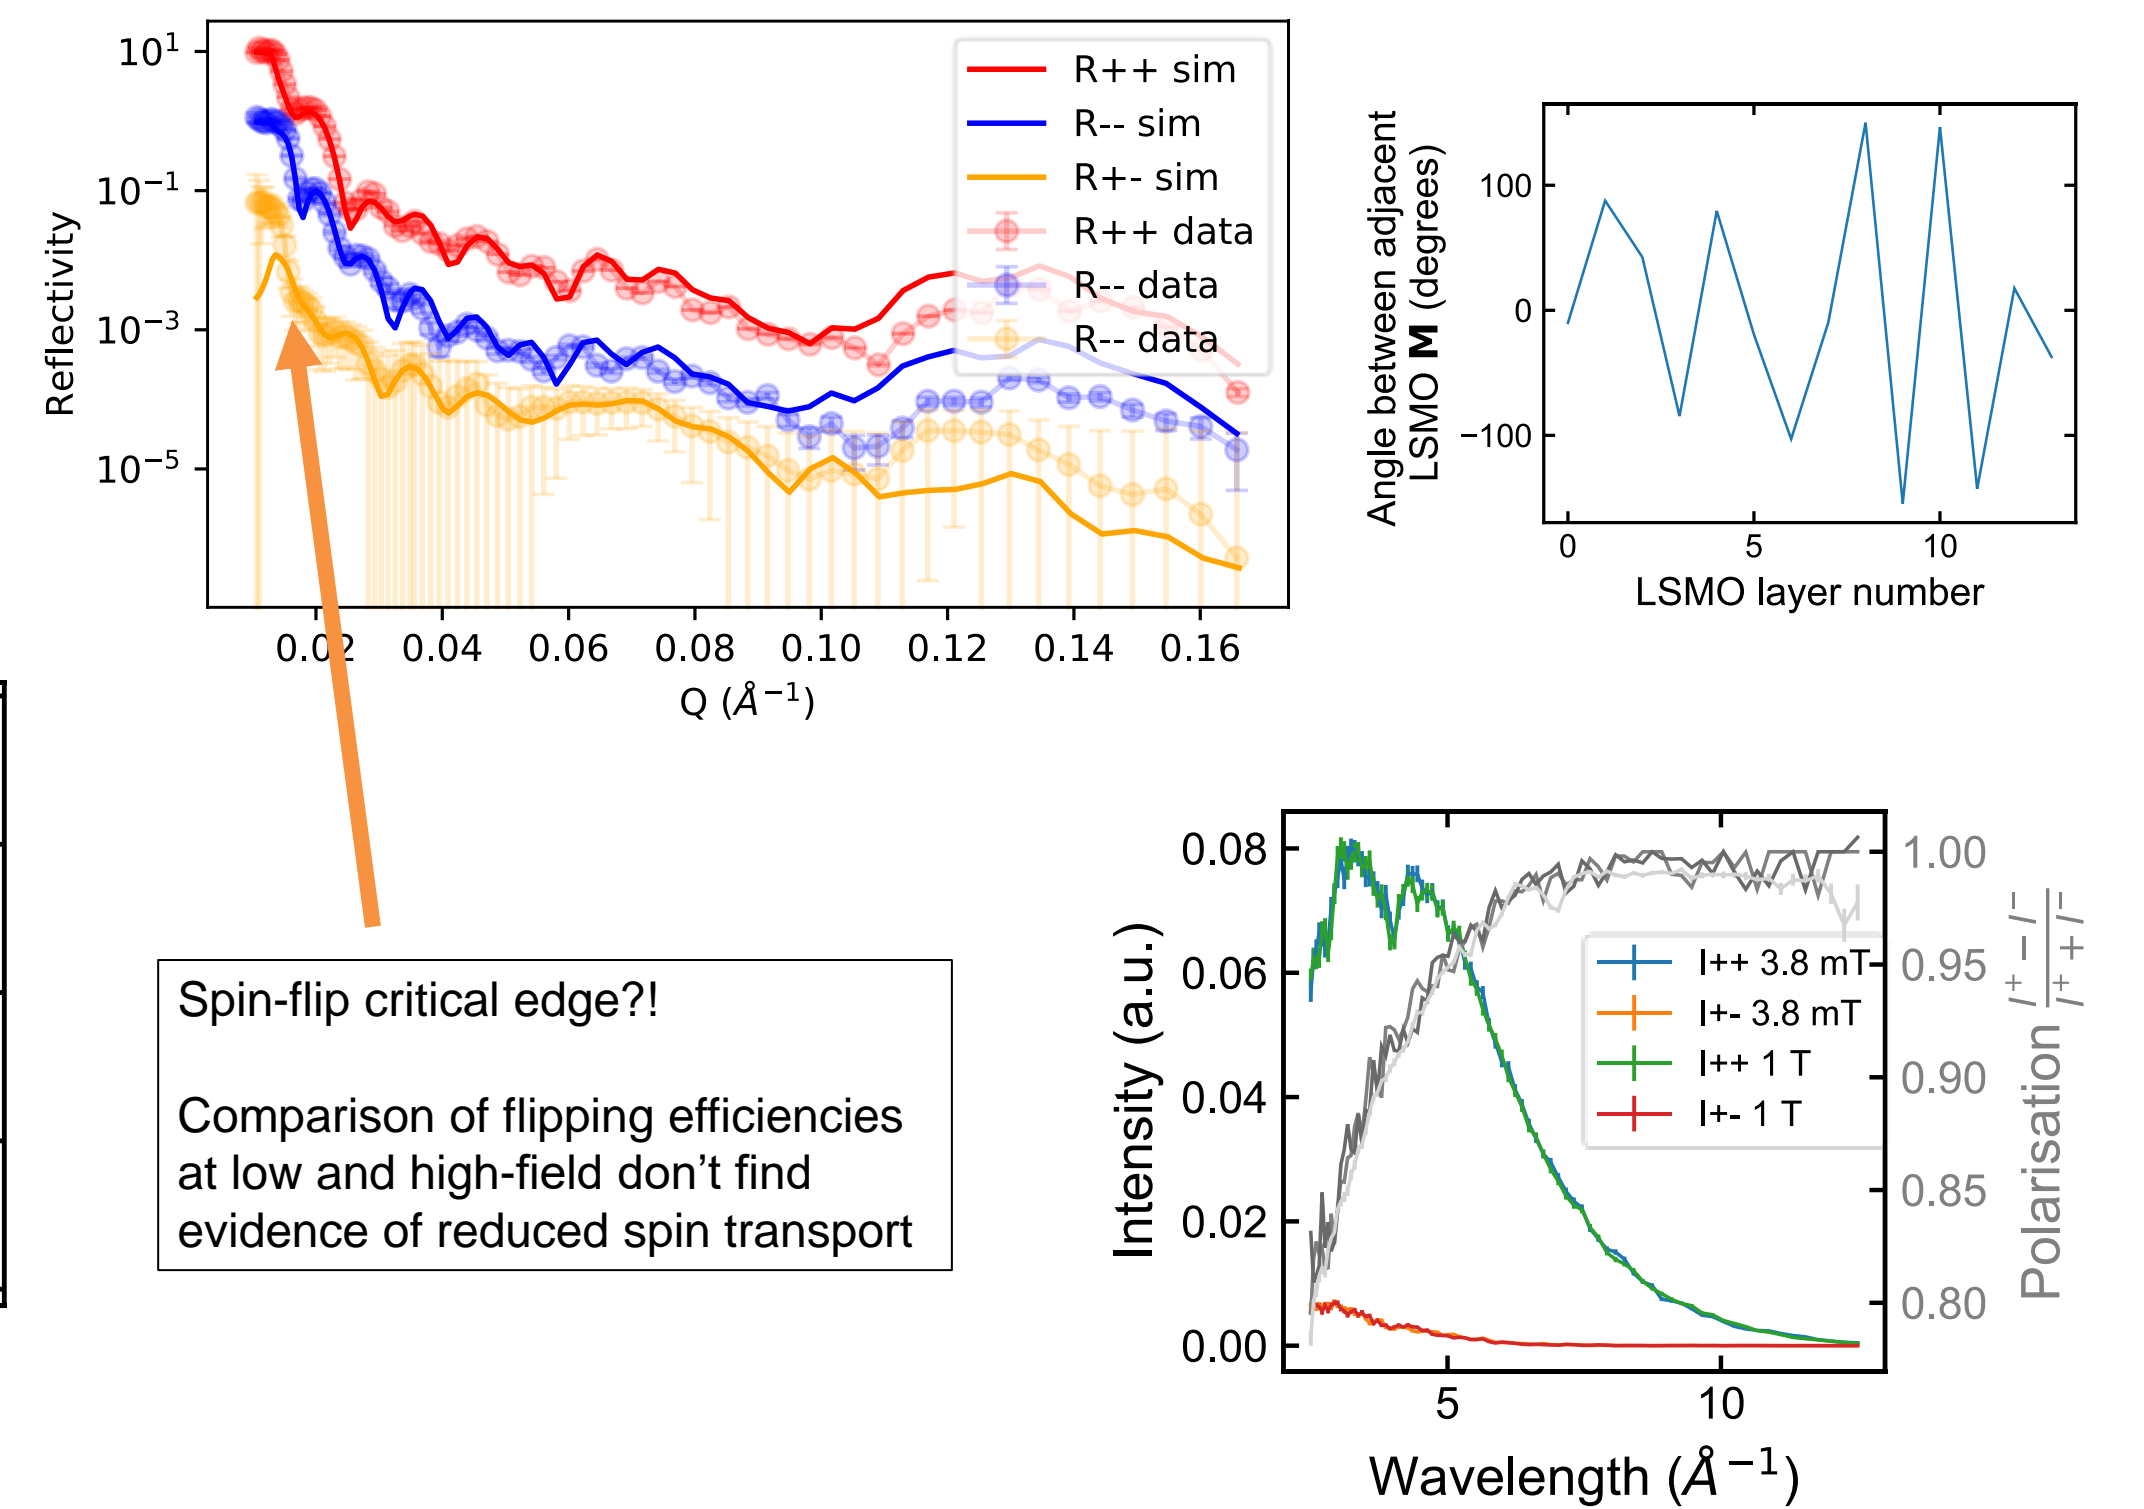 10¹
10⁻¹
10⁻³
10⁻⁵
Reflectivity
R++ sim
R-- sim
R+- sim
R++ data
R-- data
R-- data
0.02 0.04 0.06 0.08 0.10 0.12 0.14 0.16
Q (Å⁻¹)
Angle between adjacent
LSMO M (degrees)
100
0
−100
0 5 10
LSMO layer number
Spin-flip critical edge?!
Comparison of flipping efficiencies
at low and high-field don’t find
evidence of reduced spin transport
Intensity (a.u.)
0.08
0.06
0.04
0.02
0.00
I++ 3.8 mT
I+- 3.8 mT
I++ 1 T
I+- 1 T
1.00
0.95
0.90
0.85
0.80
Polarisation (I⁺ − I⁻)/(I⁺ + I⁻)
5 10
Wavelength (Å⁻¹)